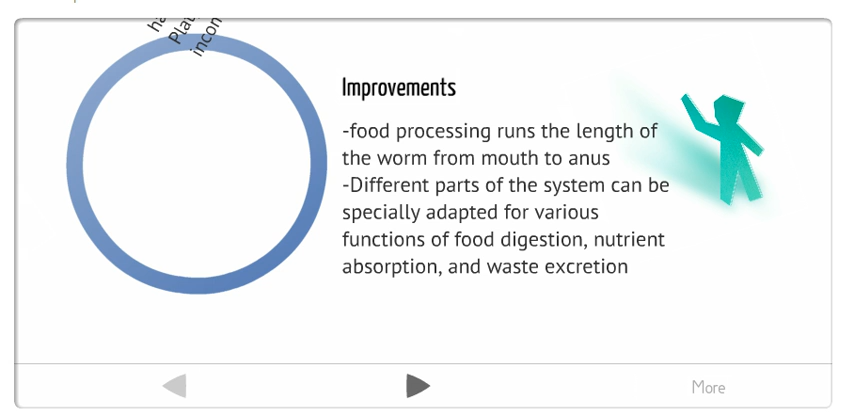 Improvements
-food processing runs the length of
the worm from mouth to anus
-Different parts of the system can be
specially adapted for various
functions of food digestion, nutrient
absorption, and waste excretion
More